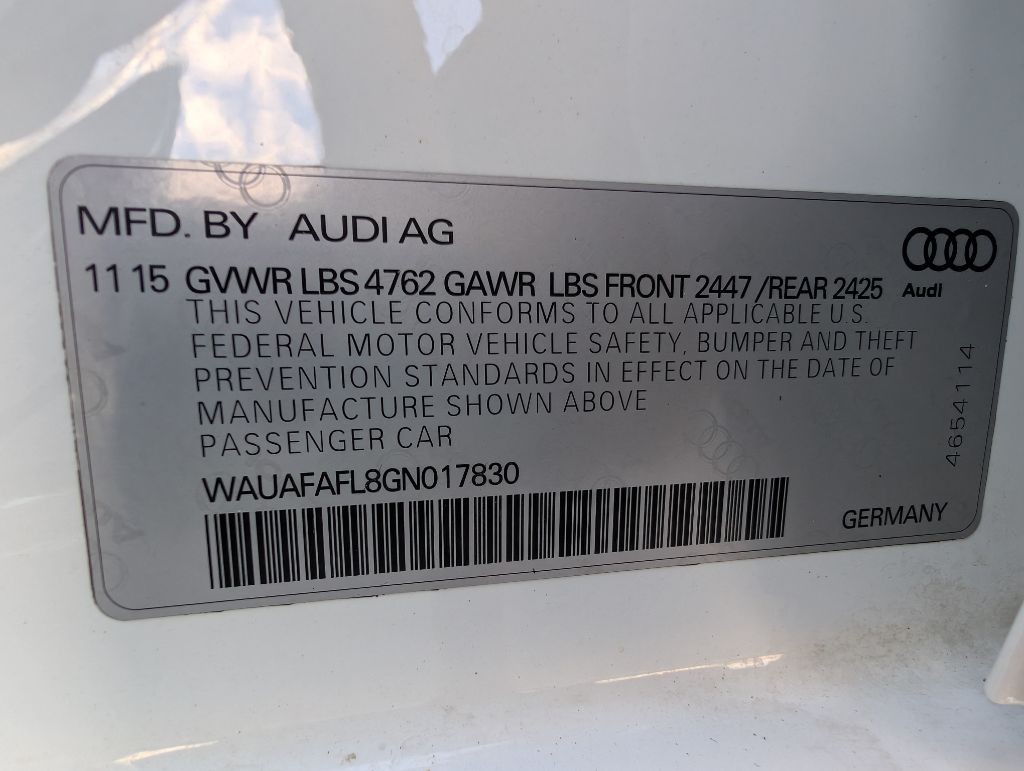 MFD. BY AUDI AG
11 15 GVWR LBS 4762 GAWR LBS FRONT 2447 /REAR 2425
Audi
THIS VEHICLE CONFORMS TO ALL APPLICABLE U.S.
FEDERAL MOTOR VEHICLE SAFETY, BUMPER AND THEFT
PREVENTION STANDARDS IN EFFECT ON THE DATE OF
MANUFACTURE SHOWN ABOVE
PASSENGER CAR
46541114
WAUAFAFL8GN017830
GERMANY